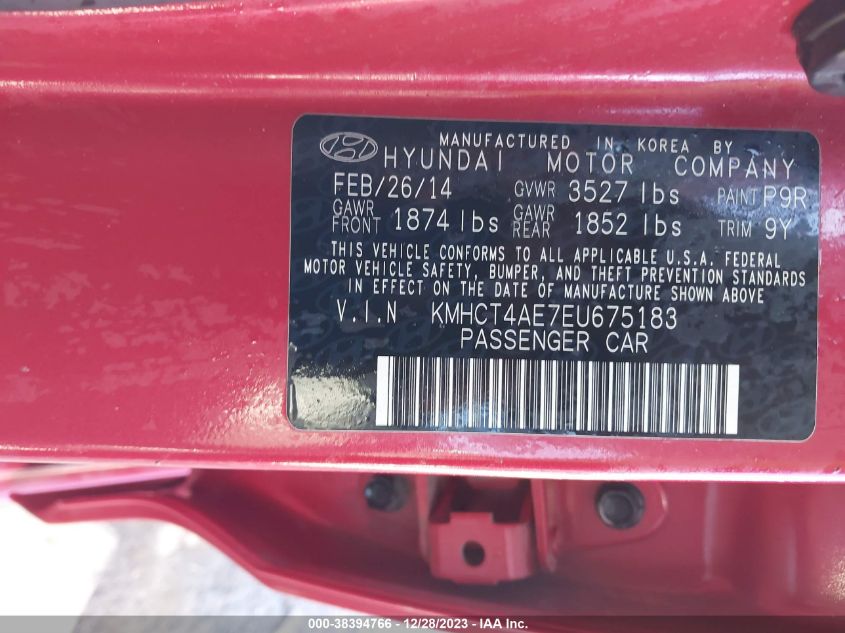 MANUFACTURED IN KOREA BY
HYUNDAI MOTOR COMPANY
FEB/26/14 GVWR 3527 lbs PAINT P9R
GAWR FRONT 1874 lbs GAWR REAR 1852 lbs TRIM 9Y
THIS VEHICLE CONFORMS TO ALL APPLICABLE U.S.A. FEDERAL
MOTOR VEHICLE SAFETY, BUMPER, AND THEFT PREVENTION STANDARDS
IN EFFECT ON THE DATE OF MANUFACTURE SHOWN ABOVE
V.I.N KMHCT4AE7EU675183
PASSENGER CAR
000-38394766 - 12/28/2023 - IAA Inc.